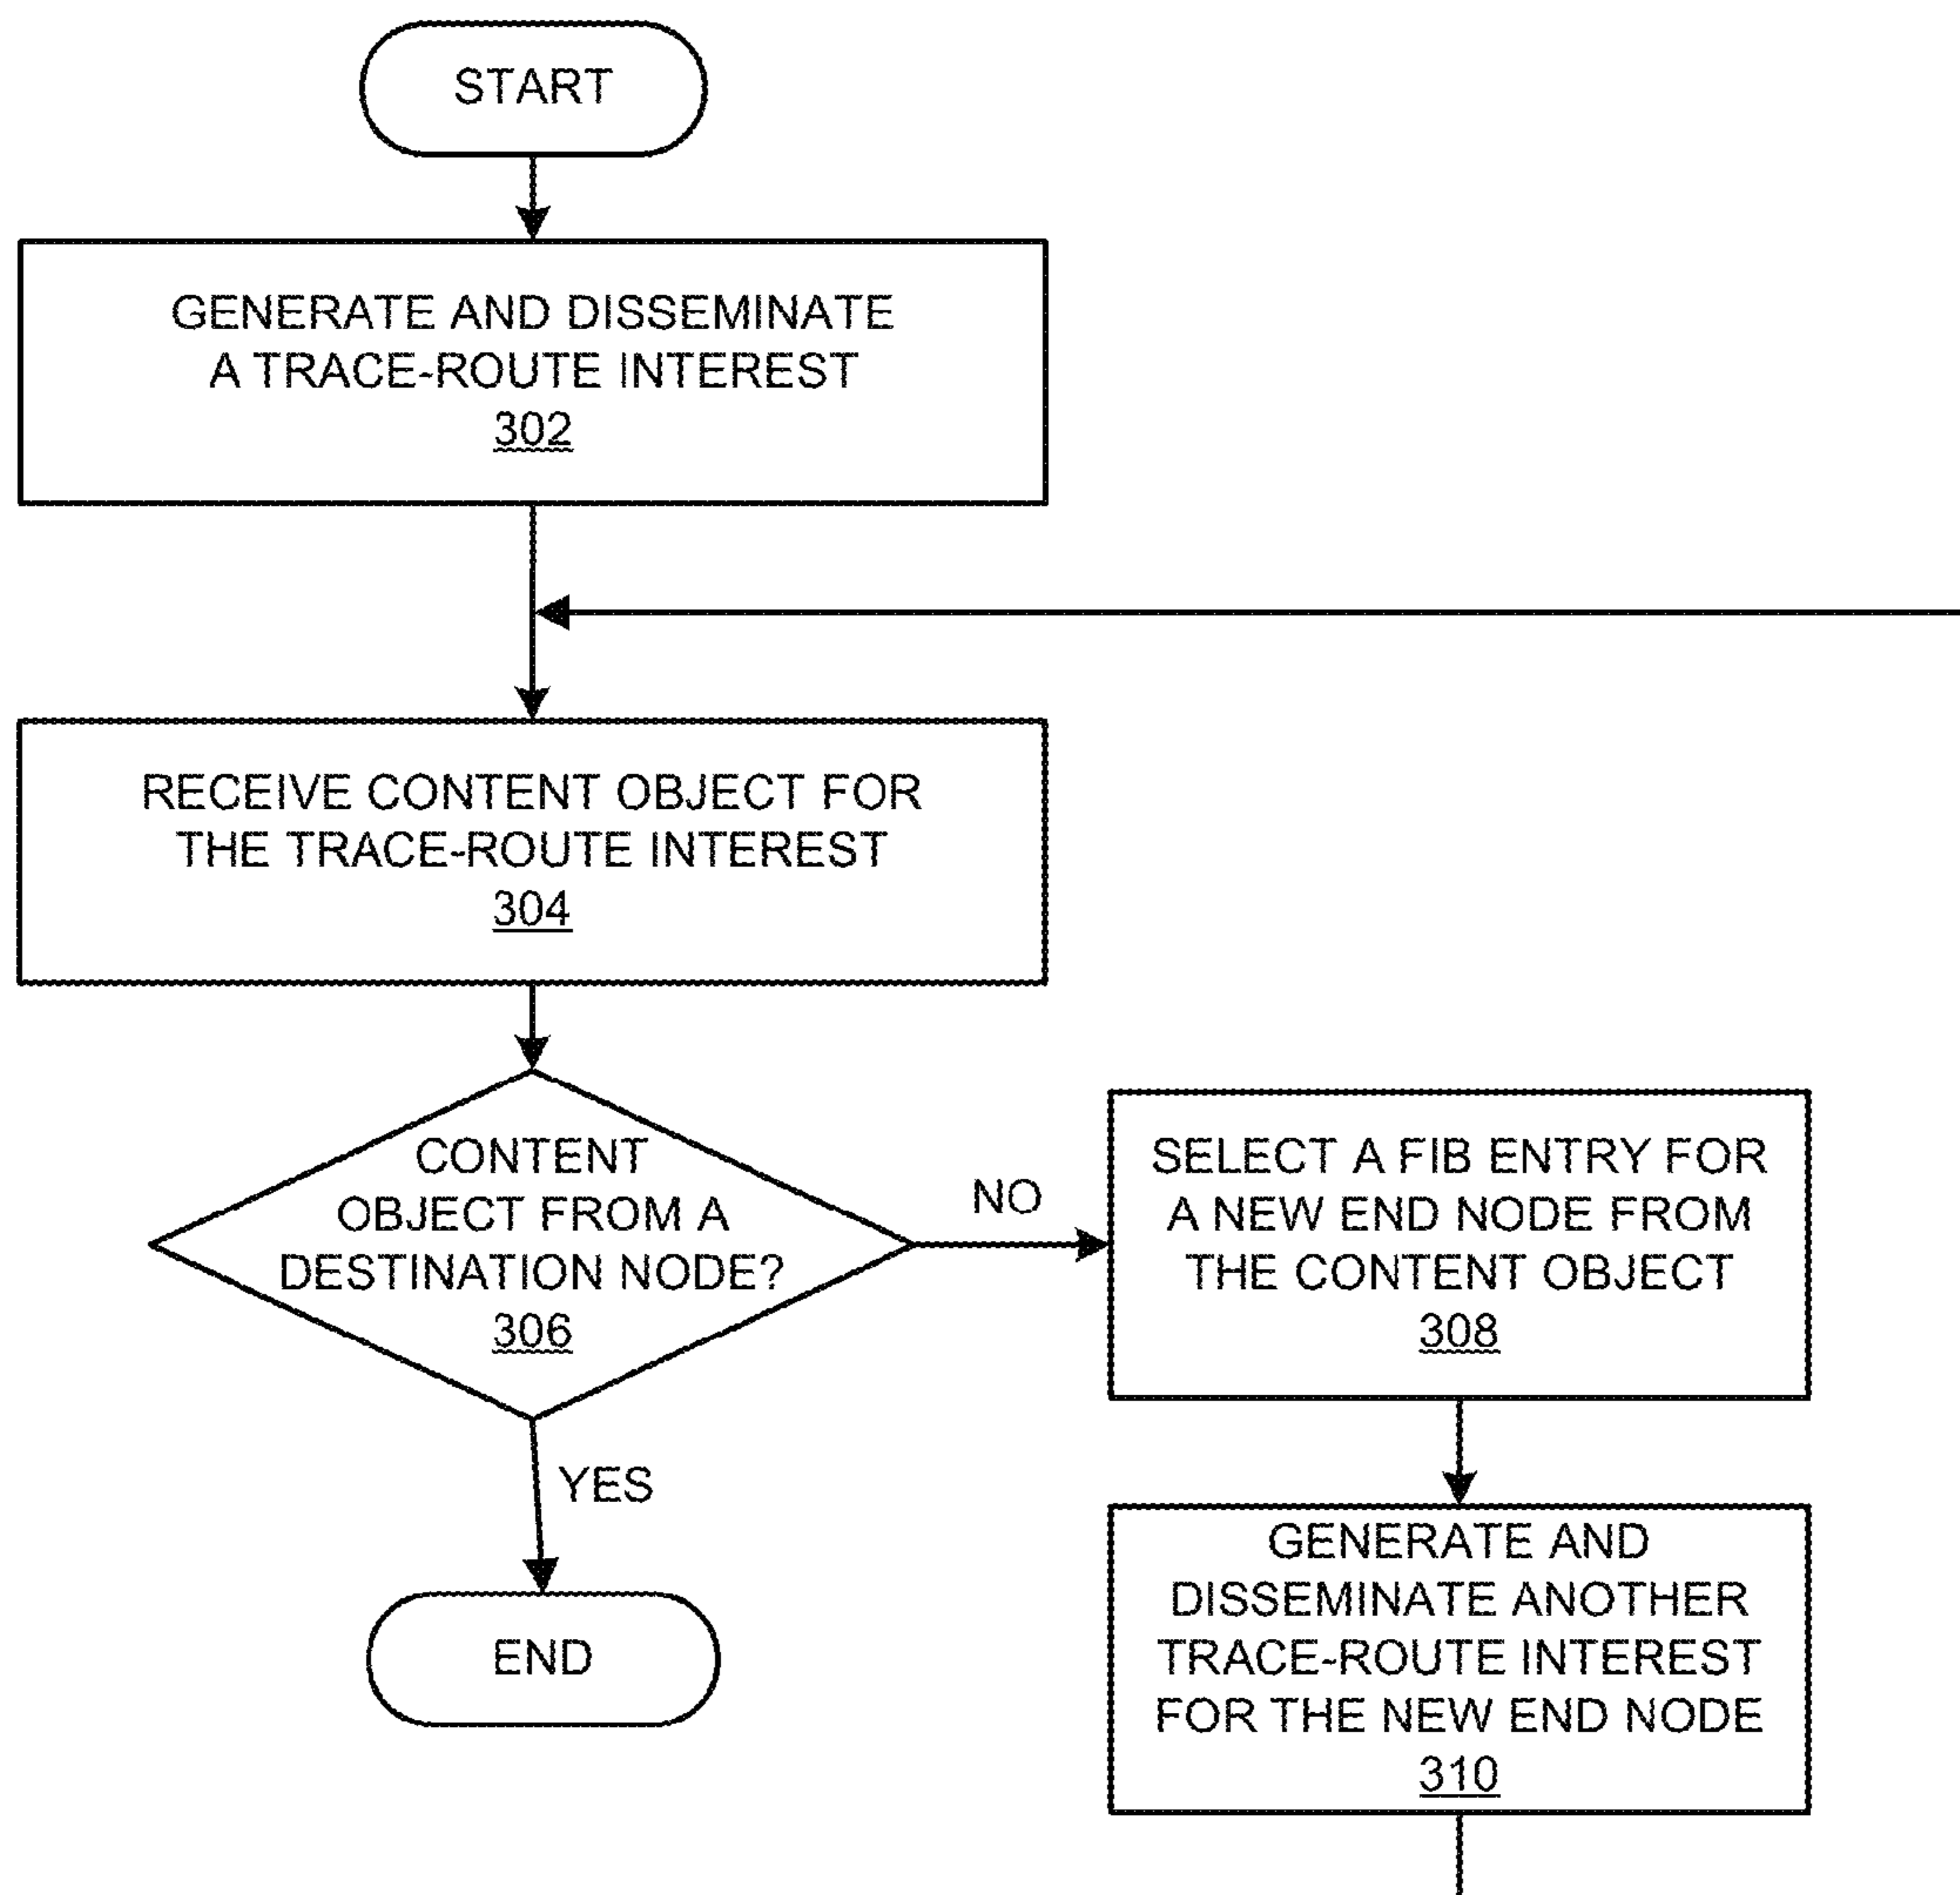 START
GENERATE AND DISSEMINATE
A TRACE-ROUTE INTEREST
302
RECEIVE CONTENT OBJECT FOR
THE TRACE-ROUTE INTEREST
304
CONTENT
OBJECT FROM A
DESTINATION NODE?
306
NO
SELECT A FIB ENTRY FOR
A NEW END NODE FROM
THE CONTENT OBJECT
308
YES
GENERATE AND
DISSEMINATE ANOTHER
TRACE-ROUTE INTEREST
FOR THE NEW END NODE
310
END